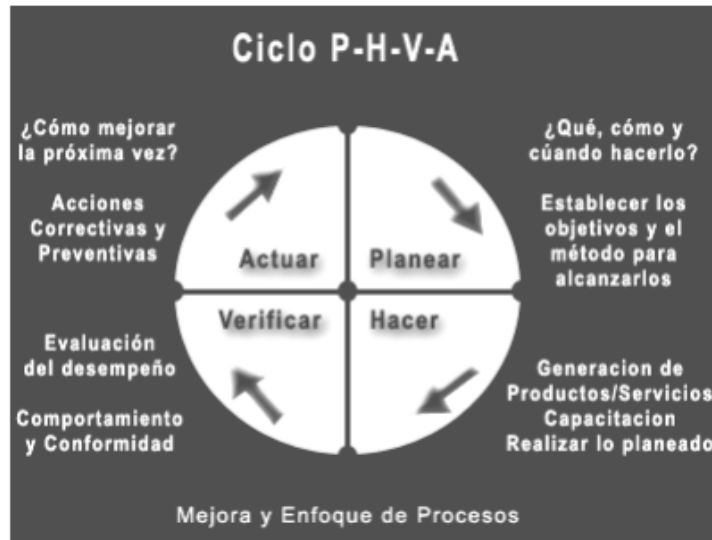 Ciclo P-H-V-A
¿Cómo mejorar
la próxima vez?
Acciones
Correctivas y
Preventivas
¿Qué, cómo y
cúando hacerlo?
Establecer los
objetivos y el
método para
alcanzarlos
Actuar
Planear
Verificar
Hacer
Evaluación
del desempeño
Comportamiento
y Conformidad
Generacion de
Productos/Servicios
Capacitacion
Realizar lo planeado
Mejora y Enfoque de Procesos